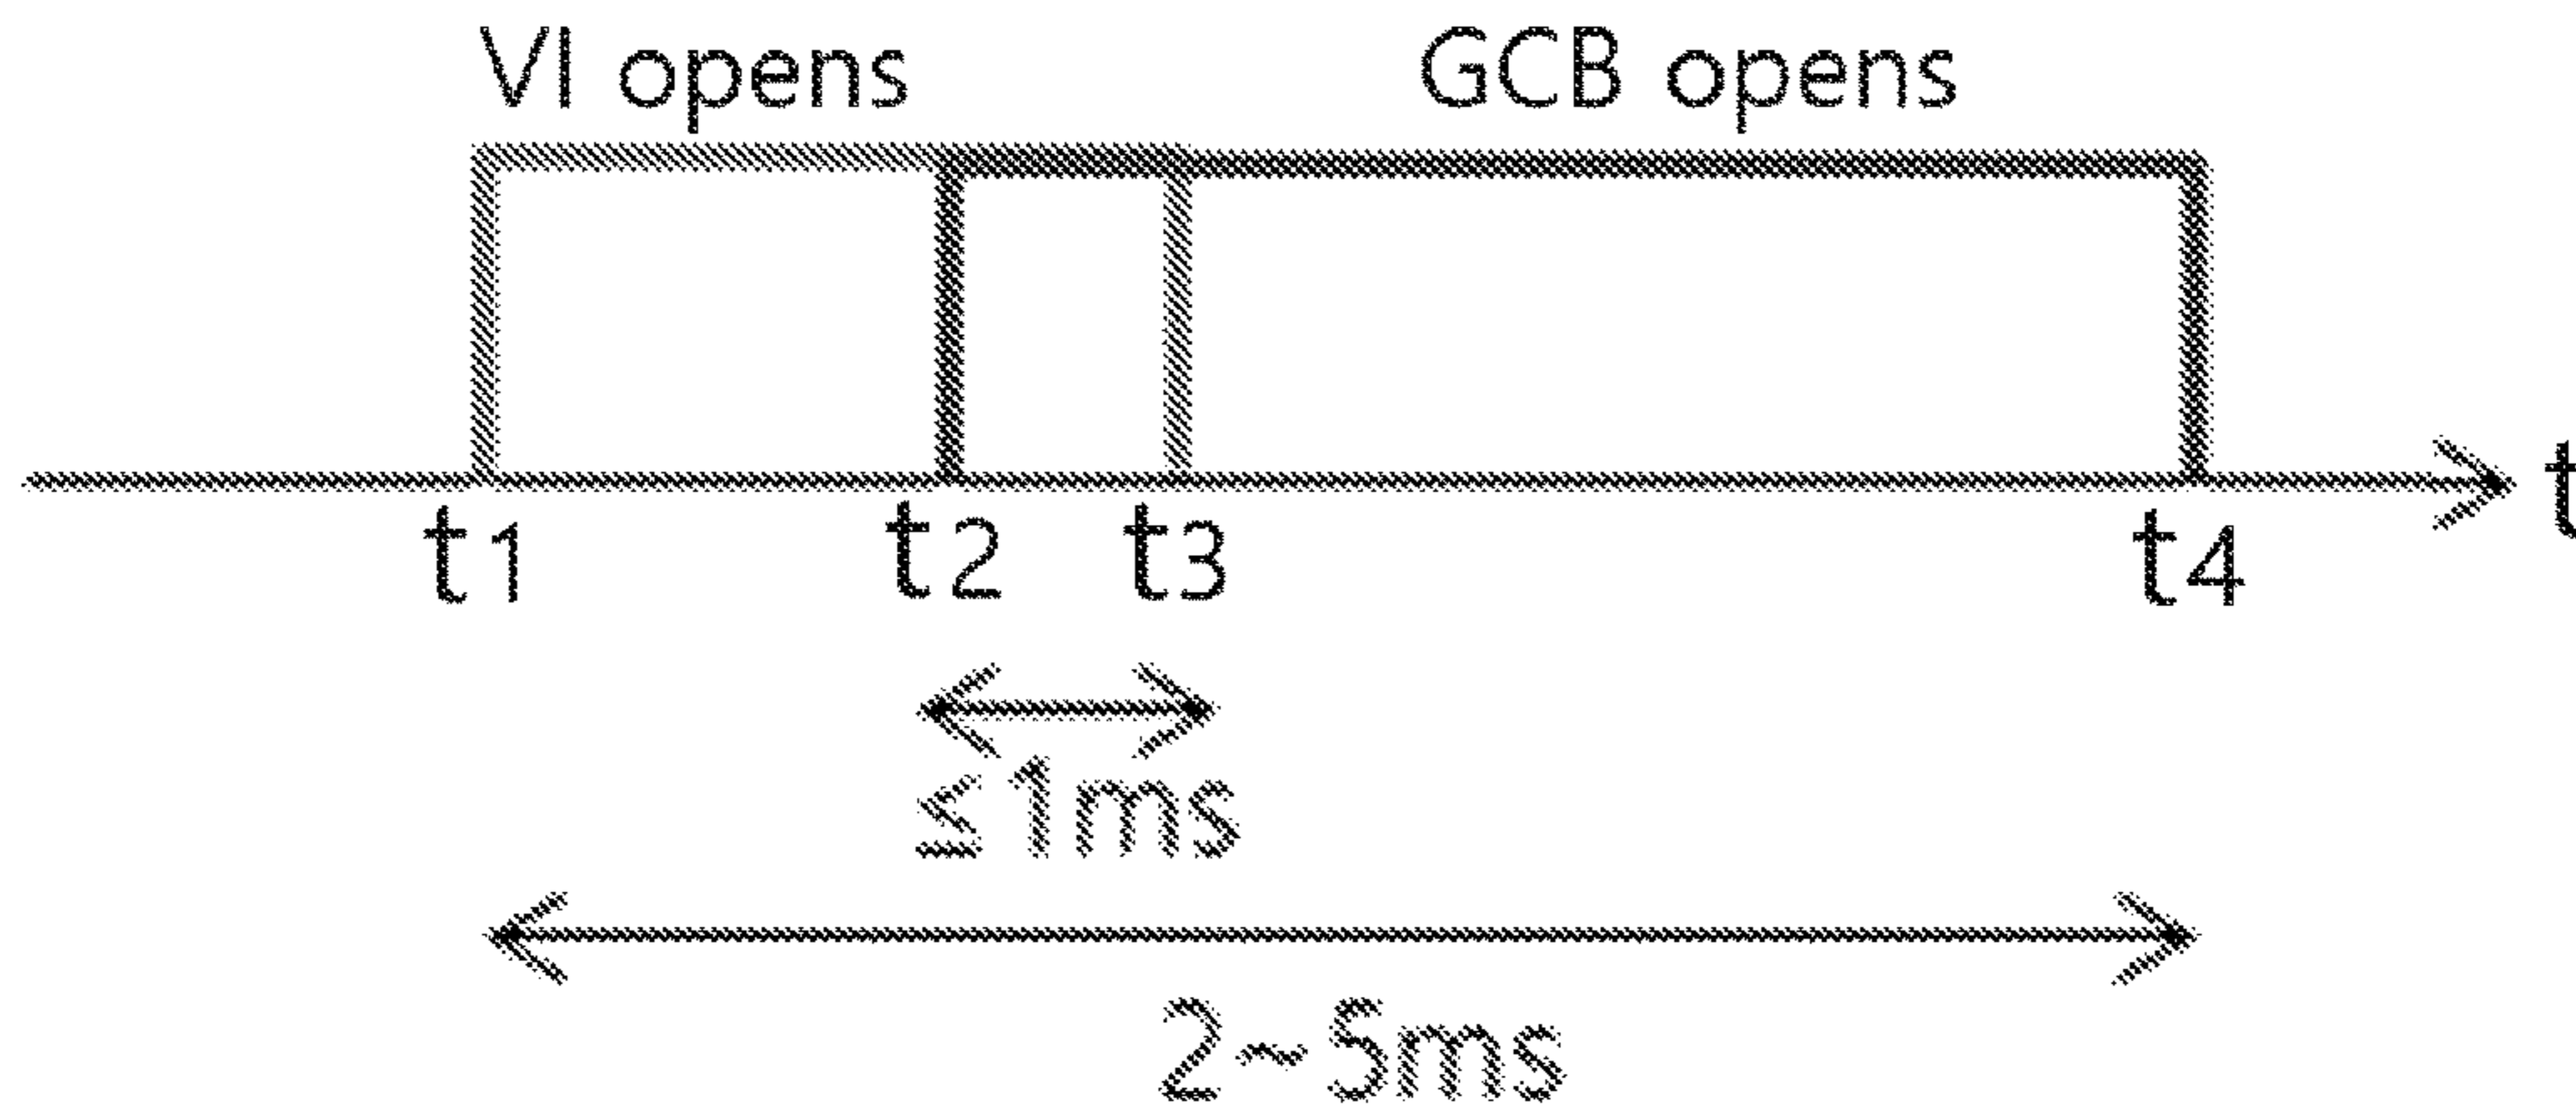 VI opens GCB opens
t
t1 t2 t3 t4
≤1ms
2~5ms